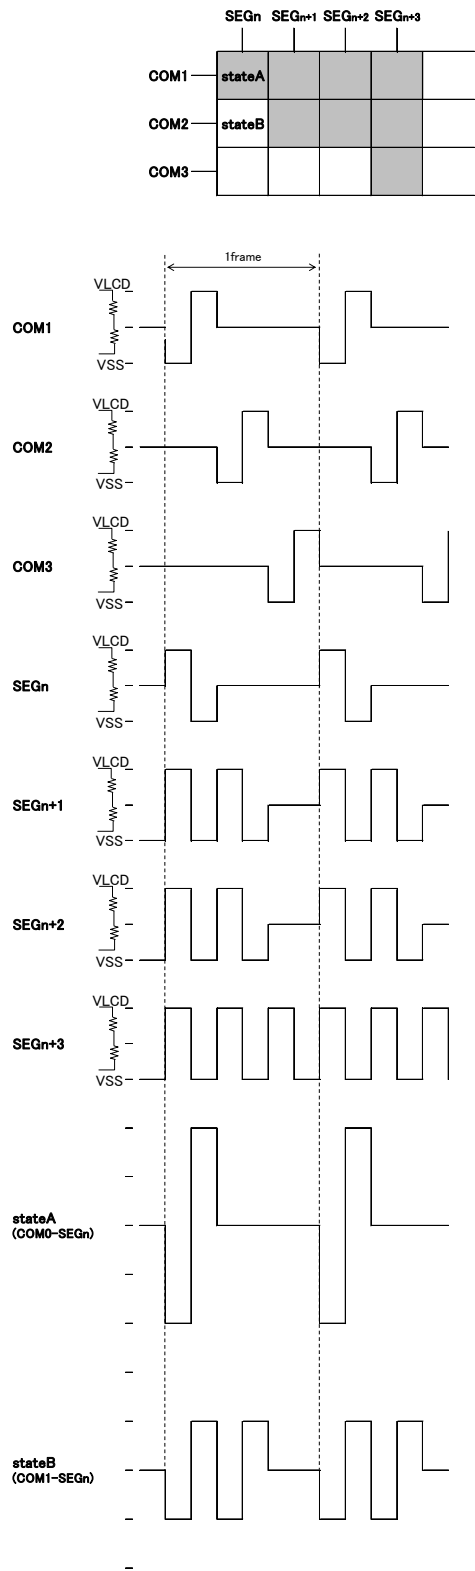 SEGn SEGn+1 SEGn+2 SEGn+3
COM1 stateA
COM2 stateB
COM3
1frame
VLCD
COM1
VSS
VLCD
COM2
VSS
VLCD
COM3
VSS
VLCD
SEGn
VSS
VLCD
SEGn+1
VSS
VLCD
SEGn+2
VSS
VLCD
SEGn+3
VSS
stateA
(COM0-SEGn)
stateB
(COM1-SEGn)